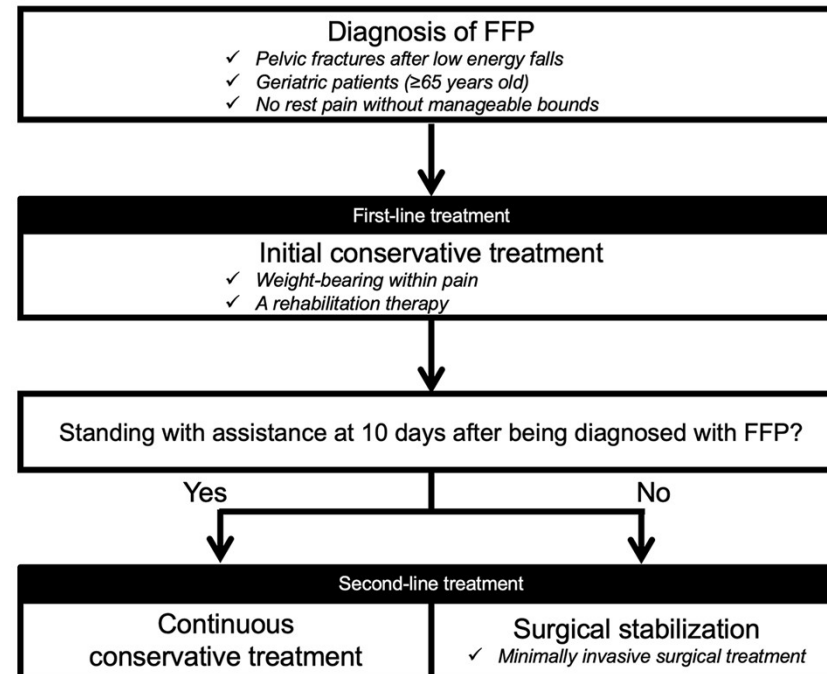 Diagnosis of FFP
✓ Pelvic fractures after low energy falls
✓ Geriatric patients (≥65 years old)
✓ No rest pain without manageable bounds
First-line treatment
Initial conservative treatment
✓ Weight-bearing within pain
✓ A rehabilitation therapy
Standing with assistance at 10 days after being diagnosed with FFP?
Yes
No
Second-line treatment
Continuous
conservative treatment
Surgical stabilization
✓ Minimally invasive surgical treatment